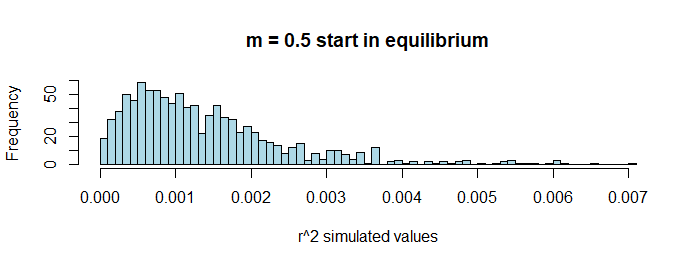 m = 0.5 start in equilibrium
Frequency
50
20
0
0.000 0.001 0.002 0.003 0.004 0.005 0.006 0.007
r^2 simulated values